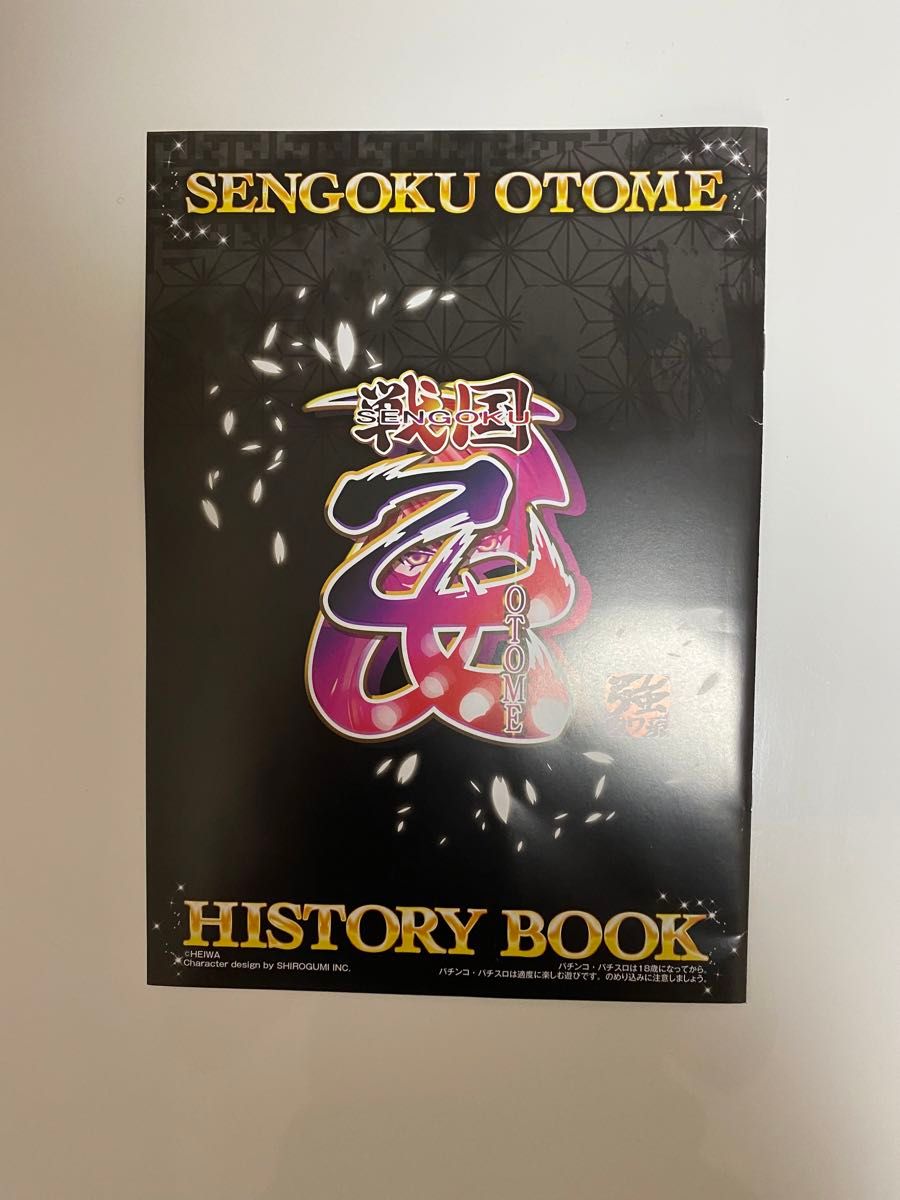 SENGOKU OTOME
戦国
SENGOKU
乙女
OTOME
HISTORY BOOK
©HEIWA
Character design by SHIROGUMI INC.
パチンコ・パチスロは18歳になってから。
パチンコ・パチスロは適度に楽しむ遊びです。のめり込みに注意しましょう。